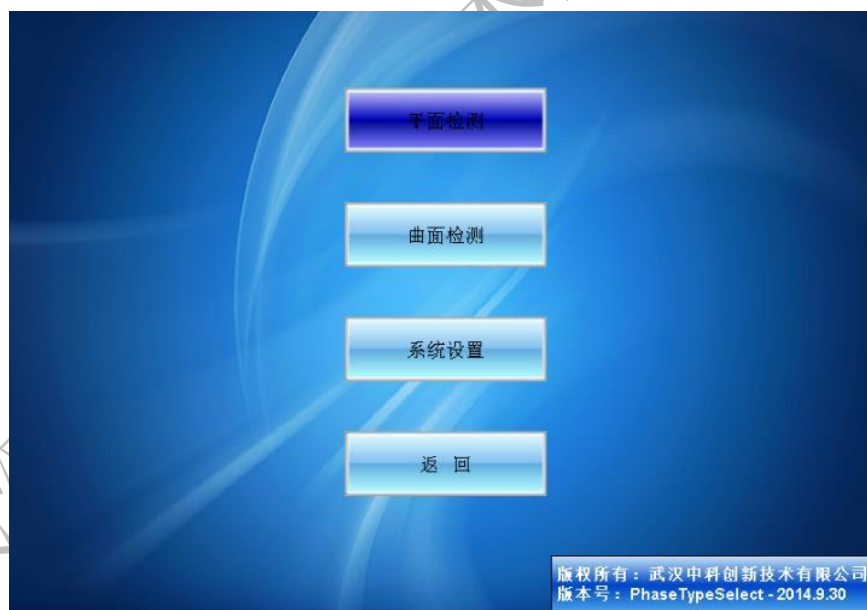 平面检测
曲面检测
系统设置
返 回
版权所有：武汉中科创新技术有限公司
版本号：PhaseTypeSelect - 2014.9.30